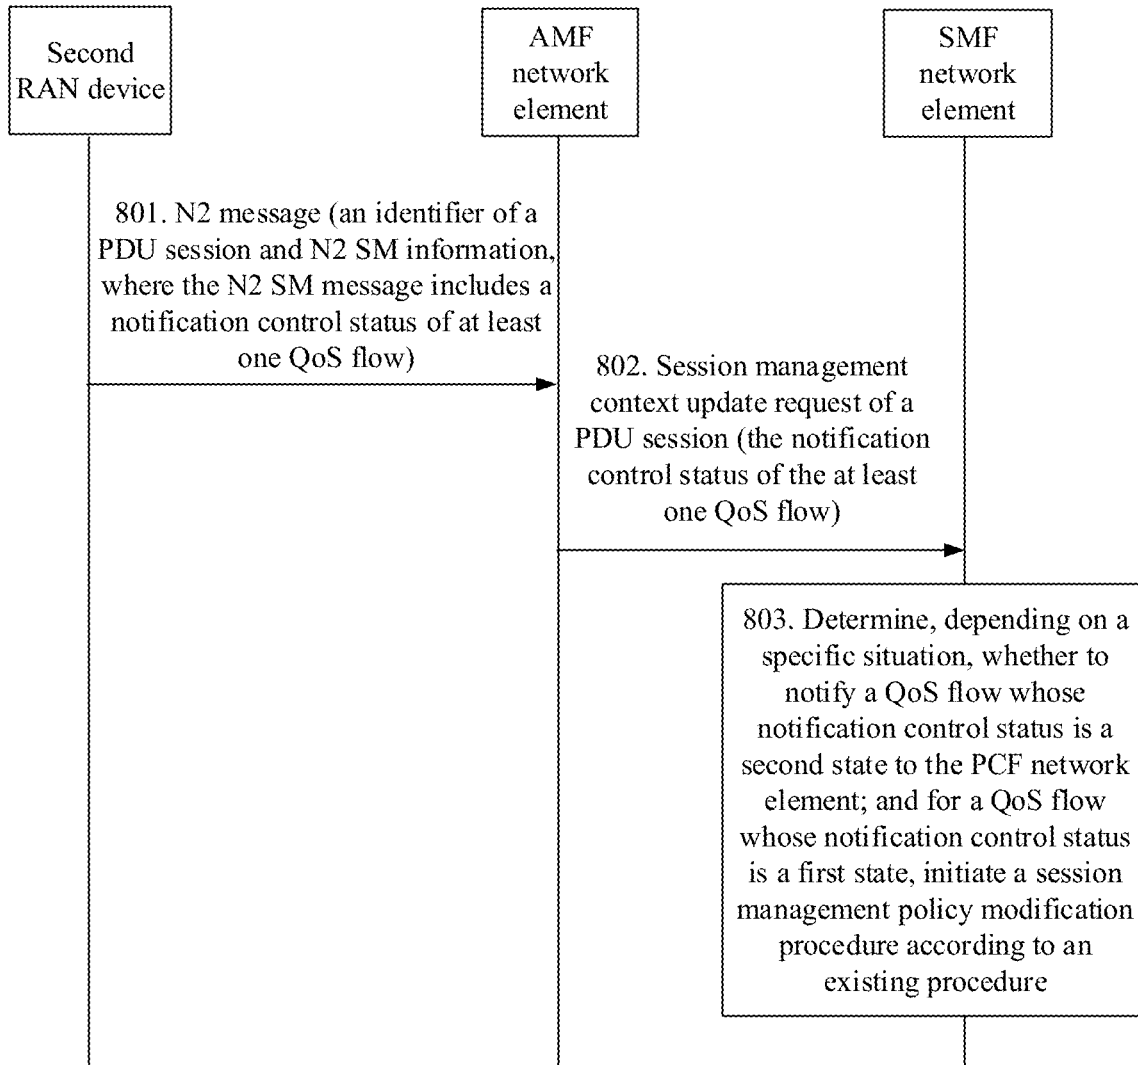 Second
RAN device
AMF
network
element
SMF
network
element
801. N2 message (an identifier of a
PDU session and N2 SM information,
where the N2 SM message includes a
notification control status of at least
one QoS flow)
802. Session management
context update request of a
PDU session (the notification
control status of the at least
one QoS flow)
803. Determine, depending on a
specific situation, whether to
notify a QoS flow whose
notification control status is a
second state to the PCF network
element; and for a QoS flow
whose notification control status
is a first state, initiate a session
management policy modification
procedure according to an
existing procedure